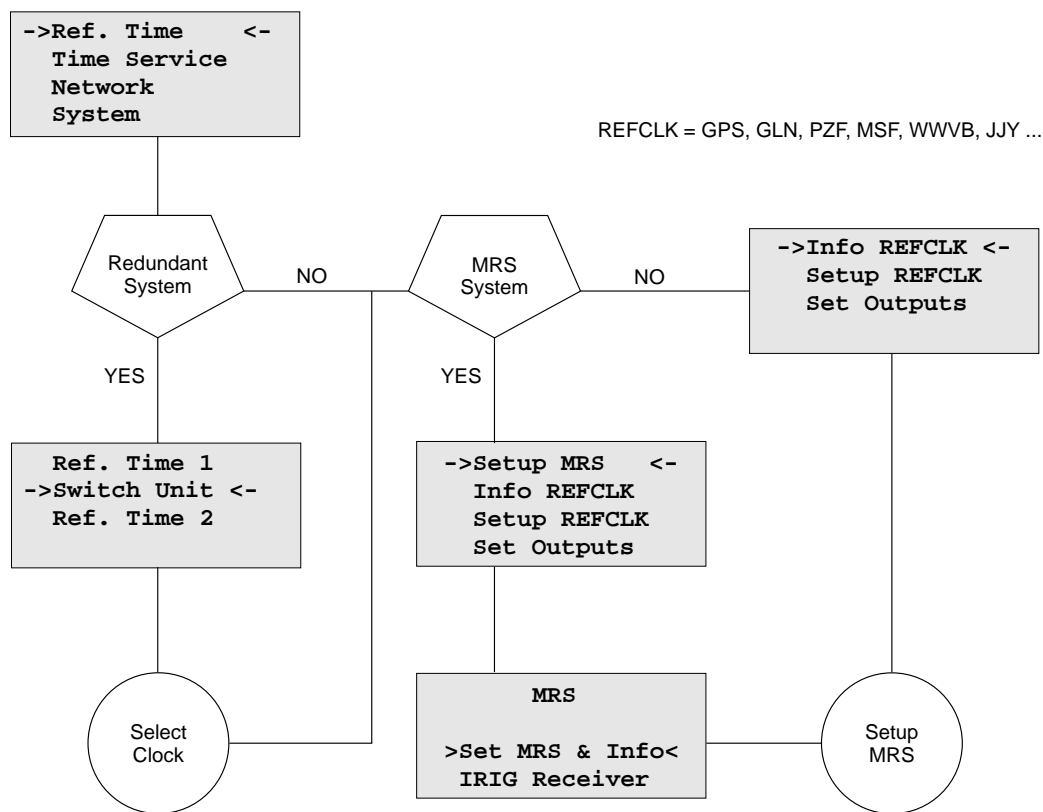 ->Ref. Time <-
Time Service
Network
System
REFCLK = GPS, GLN, PZF, MSF, WWVB, JJY ...
Redundant
System
NO
MRS
System
NO
->Info REFCLK <-
Setup REFCLK
Set Outputs
YES
YES
Ref. Time 1
->Switch Unit <-
Ref. Time 2
->Setup MRS <-
Info REFCLK
Setup REFCLK
Set Outputs
Select
Clock
MRS
>Set MRS & Info<
IRIG Receiver
Setup
MRS